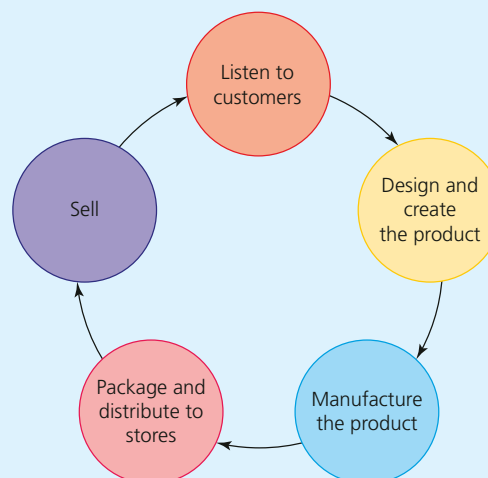 Listen to
customers
Design and
create
the product
Manufacture
the product
Package and
distribute to
stores
Sell